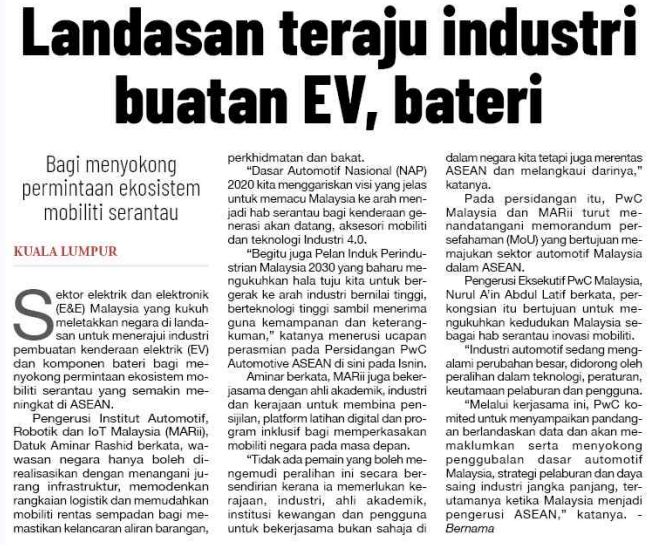 Landasan teraju industri
buatan EV, bateri
Bagi menyokong
permintaan ekosistem
mobiliti serantau
KUALA LUMPUR
Sektor elektrik dan elektronik
(E&E) Malaysia yang kukuh
meletakkan negara di landa-
san untuk menerajui industri
pembuatan kenderaan elektrik (EV)
dan komponen bateri bagi me-
nyokong permintaan ekosistem mo-
biliti serantau yang semakin me-
ningkat di ASEAN.
Pengerusi Institut Automotif,
Robotik dan IoT Malaysia (MARii),
Datuk Aminar Rashid berkata, wa-
wasan negara hanya boleh di-
realisasikan dengan menangani ju-
rang infrastruktur, memodenkan
rangkaian logistik dan memudahkan
mobiliti rentas sempadan bagi me-
mastikan kelancaran aliran barangan,
perkhidmatan dan bakat.
“Dasar Automotif Nasional (NAP)
2020 kita menggariskan visi yang jelas
untuk memacu Malaysia ke arah men-
jadi hab serantau bagi kenderaan gene-
rasi akan datang, aksesori mobiliti
dan teknologi Industri 4.0.
“Begitu juga Pelan Induk Perindu-
strian Malaysia 2030 yang baharu me-
ngukuhkan hala tuju kita untuk ber-
gerak ke arah industri bernilai tinggi,
berteknologi tinggi sambil menerima
guna kemampanan dan keterang-
kuman,” katanya menerusi ucapan
perasmian pada Persidangan PwC
Automotive ASEAN di sini pada Isnin.
Aminar berkata, MARii juga beker-
jasama dengan ahli akademik, industri
dan kerajaan untuk membina pen-
sijilan, platform latihan digital dan pro-
gram inklusif bagi memperkasakan
mobiliti negara pada masa depan.
“Tidak ada pemain yang boleh me-
ngemudi peralihan ini secara ber-
sendirian kerana ia memerlukan ke-
rajaan, industri, ahli akademik,
institusi kewangan dan pengguna
untuk bekerjasama bukan sahaja di
dalam negara kita tetapi juga merentas
ASEAN dan melangkaui darinya,”
katanya.
Pada persidangan itu, PwC
Malaysia dan MARii turut me-
nandatangani memorandum per-
sefahaman (MoU) yang bertujuan me-
majukan sektor automotif Malaysia
dalam ASEAN.
Pengerusi Eksekutif PwC Malaysia,
Nurul A’in Abdul Latif berkata, per-
kongsian itu bertujuan untuk me-
ngukuhkan kedudukan Malaysia se-
bagai hab serantau inovasi mobiliti.
“Industri automotif sedang meng-
alami perubahan besar, didorong oleh
peralihan dalam teknologi, peraturan,
keutamaan pelaburan dan pengguna.
“Melalui kerjasama ini, PwC ko-
mited untuk menyampaikan pandang-
an berlandaskan data dan akan me-
maklumkan serta menyokong
penggubalan dasar automotif
Malaysia, strategi pelaburan dan daya
saing industri jangka panjang, ter-
utamanya ketika Malaysia menjadi
pengerusi ASEAN,” katanya. -
Bernama